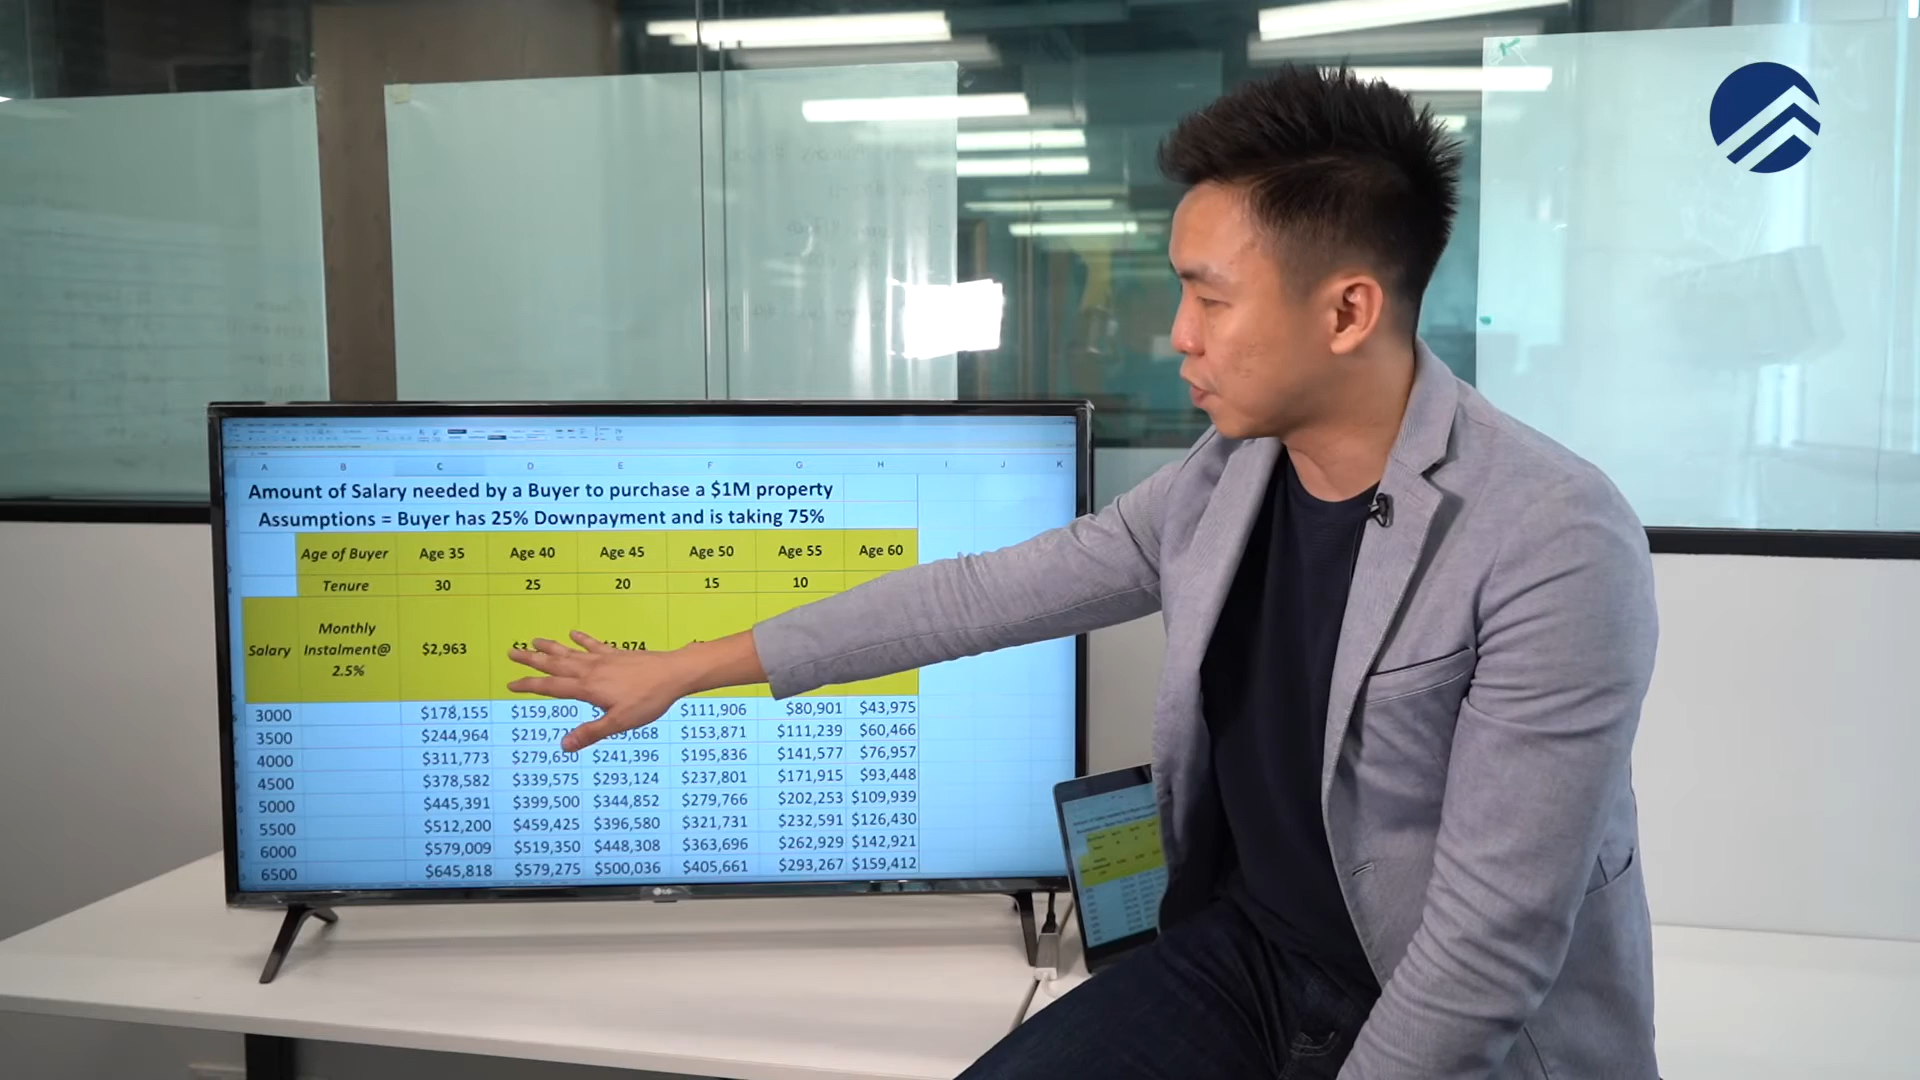 A B C D E F G H I J K
Amount of Salary needed by a Buyer to purchase a $1M property
Assumptions = Buyer has 25% Downpayment and is taking 75%
Age of Buyer Age 35 Age 40 Age 45 Age 50 Age 55 Age 60
Tenure 30 25 20 15 10
Salary Monthly Instalment@ 2.5% $2,963
3000 $178,155 $159,800 $111,906 $80,901 $43,975
3500 $244,964 $153,871 $111,239 $60,466
4000 $311,773 $279,650 $241,396 $195,836 $141,577 $76,957
4500 $378,582 $339,575 $293,124 $237,801 $171,915 $93,448
5000 $445,391 $399,500 $344,852 $279,766 $202,253 $109,939
5500 $512,200 $459,425 $396,580 $321,731 $232,591 $126,430
6000 $579,009 $519,350 $448,308 $363,696 $262,929 $142,921
6500 $645,818 $579,275 $500,036 $405,661 $293,267 $159,412
LG